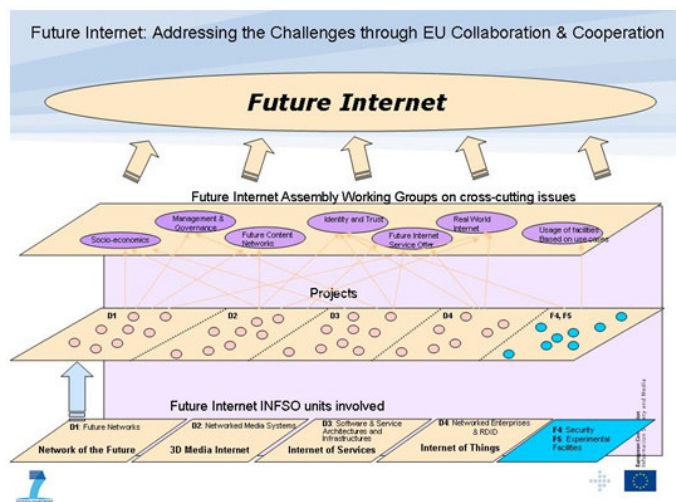 Future Internet: Addressing the Challenges through EU Collaboration & Cooperation
Future Internet
Future Internet Assembly Working Groups on cross-cutting issues
Management &
Governance
Identity and Trust
Real World
Internet
Socio-economics
Future Content
Networks
Future Internet
Service Offer
Usage of facilities
Based on use cases
Projects
D1
D2
D3
D4
F4, F5
Future Internet INFSO units involved
D1: Future Networks
Network of the Future
D2: Networked Media Systems
3D Media Internet
D3: Software & Service
Architectures and
Infrastructures
Internet of Services
D4: Networked Enterprises
& RDID
Internet of Things
F4: Security
F5: Experimental
Facilities
European Commission
7